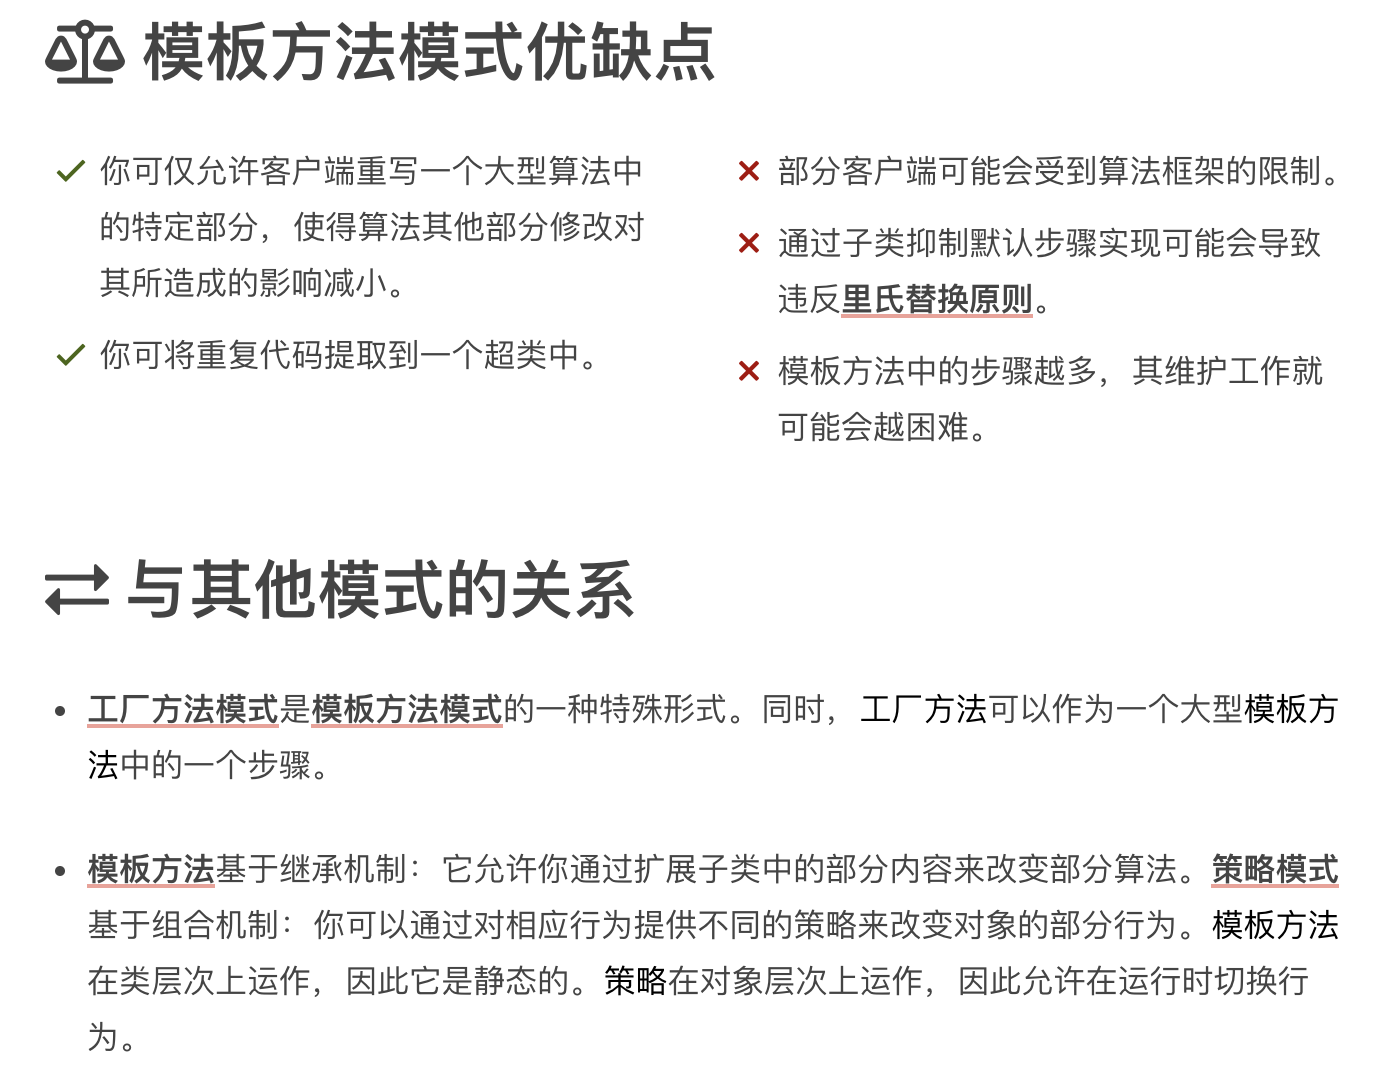 模板方法模式优缺点
你可仅允许客户端重写一个大型算法中
的特定部分，使得算法其他部分修改对
其所造成的影响减小。
你可将重复代码提取到一个超类中。
部分客户端可能会受到算法框架的限制。
通过子类抑制默认步骤实现可能会导致
违反里氏替换原则。
模板方法中的步骤越多，其维护工作就
可能会越困难。
与其他模式的关系
工厂方法模式是模板方法模式的一种特殊形式。同时，工厂方法可以作为一个大型模板方
法中的一个步骤。
模板方法基于继承机制：它允许你通过扩展子类中的部分内容来改变部分算法。策略模式
基于组合机制：你可以通过对相应行为提供不同的策略来改变对象的部分行为。模板方法
在类层次上运作，因此它是静态的。策略在对象层次上运作，因此允许在运行时切换行
为。